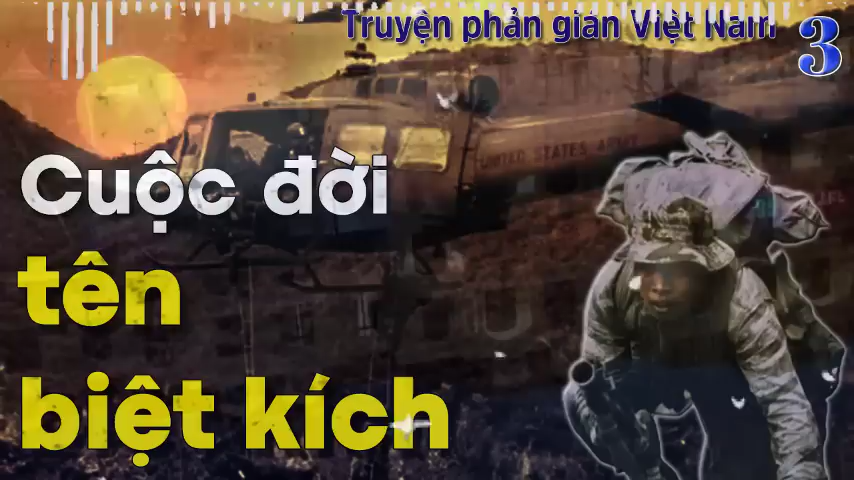 Truyện phản gián Việt Nam
3
UNITED STATES ARMY
Cuộc đời
tên
biệt kích